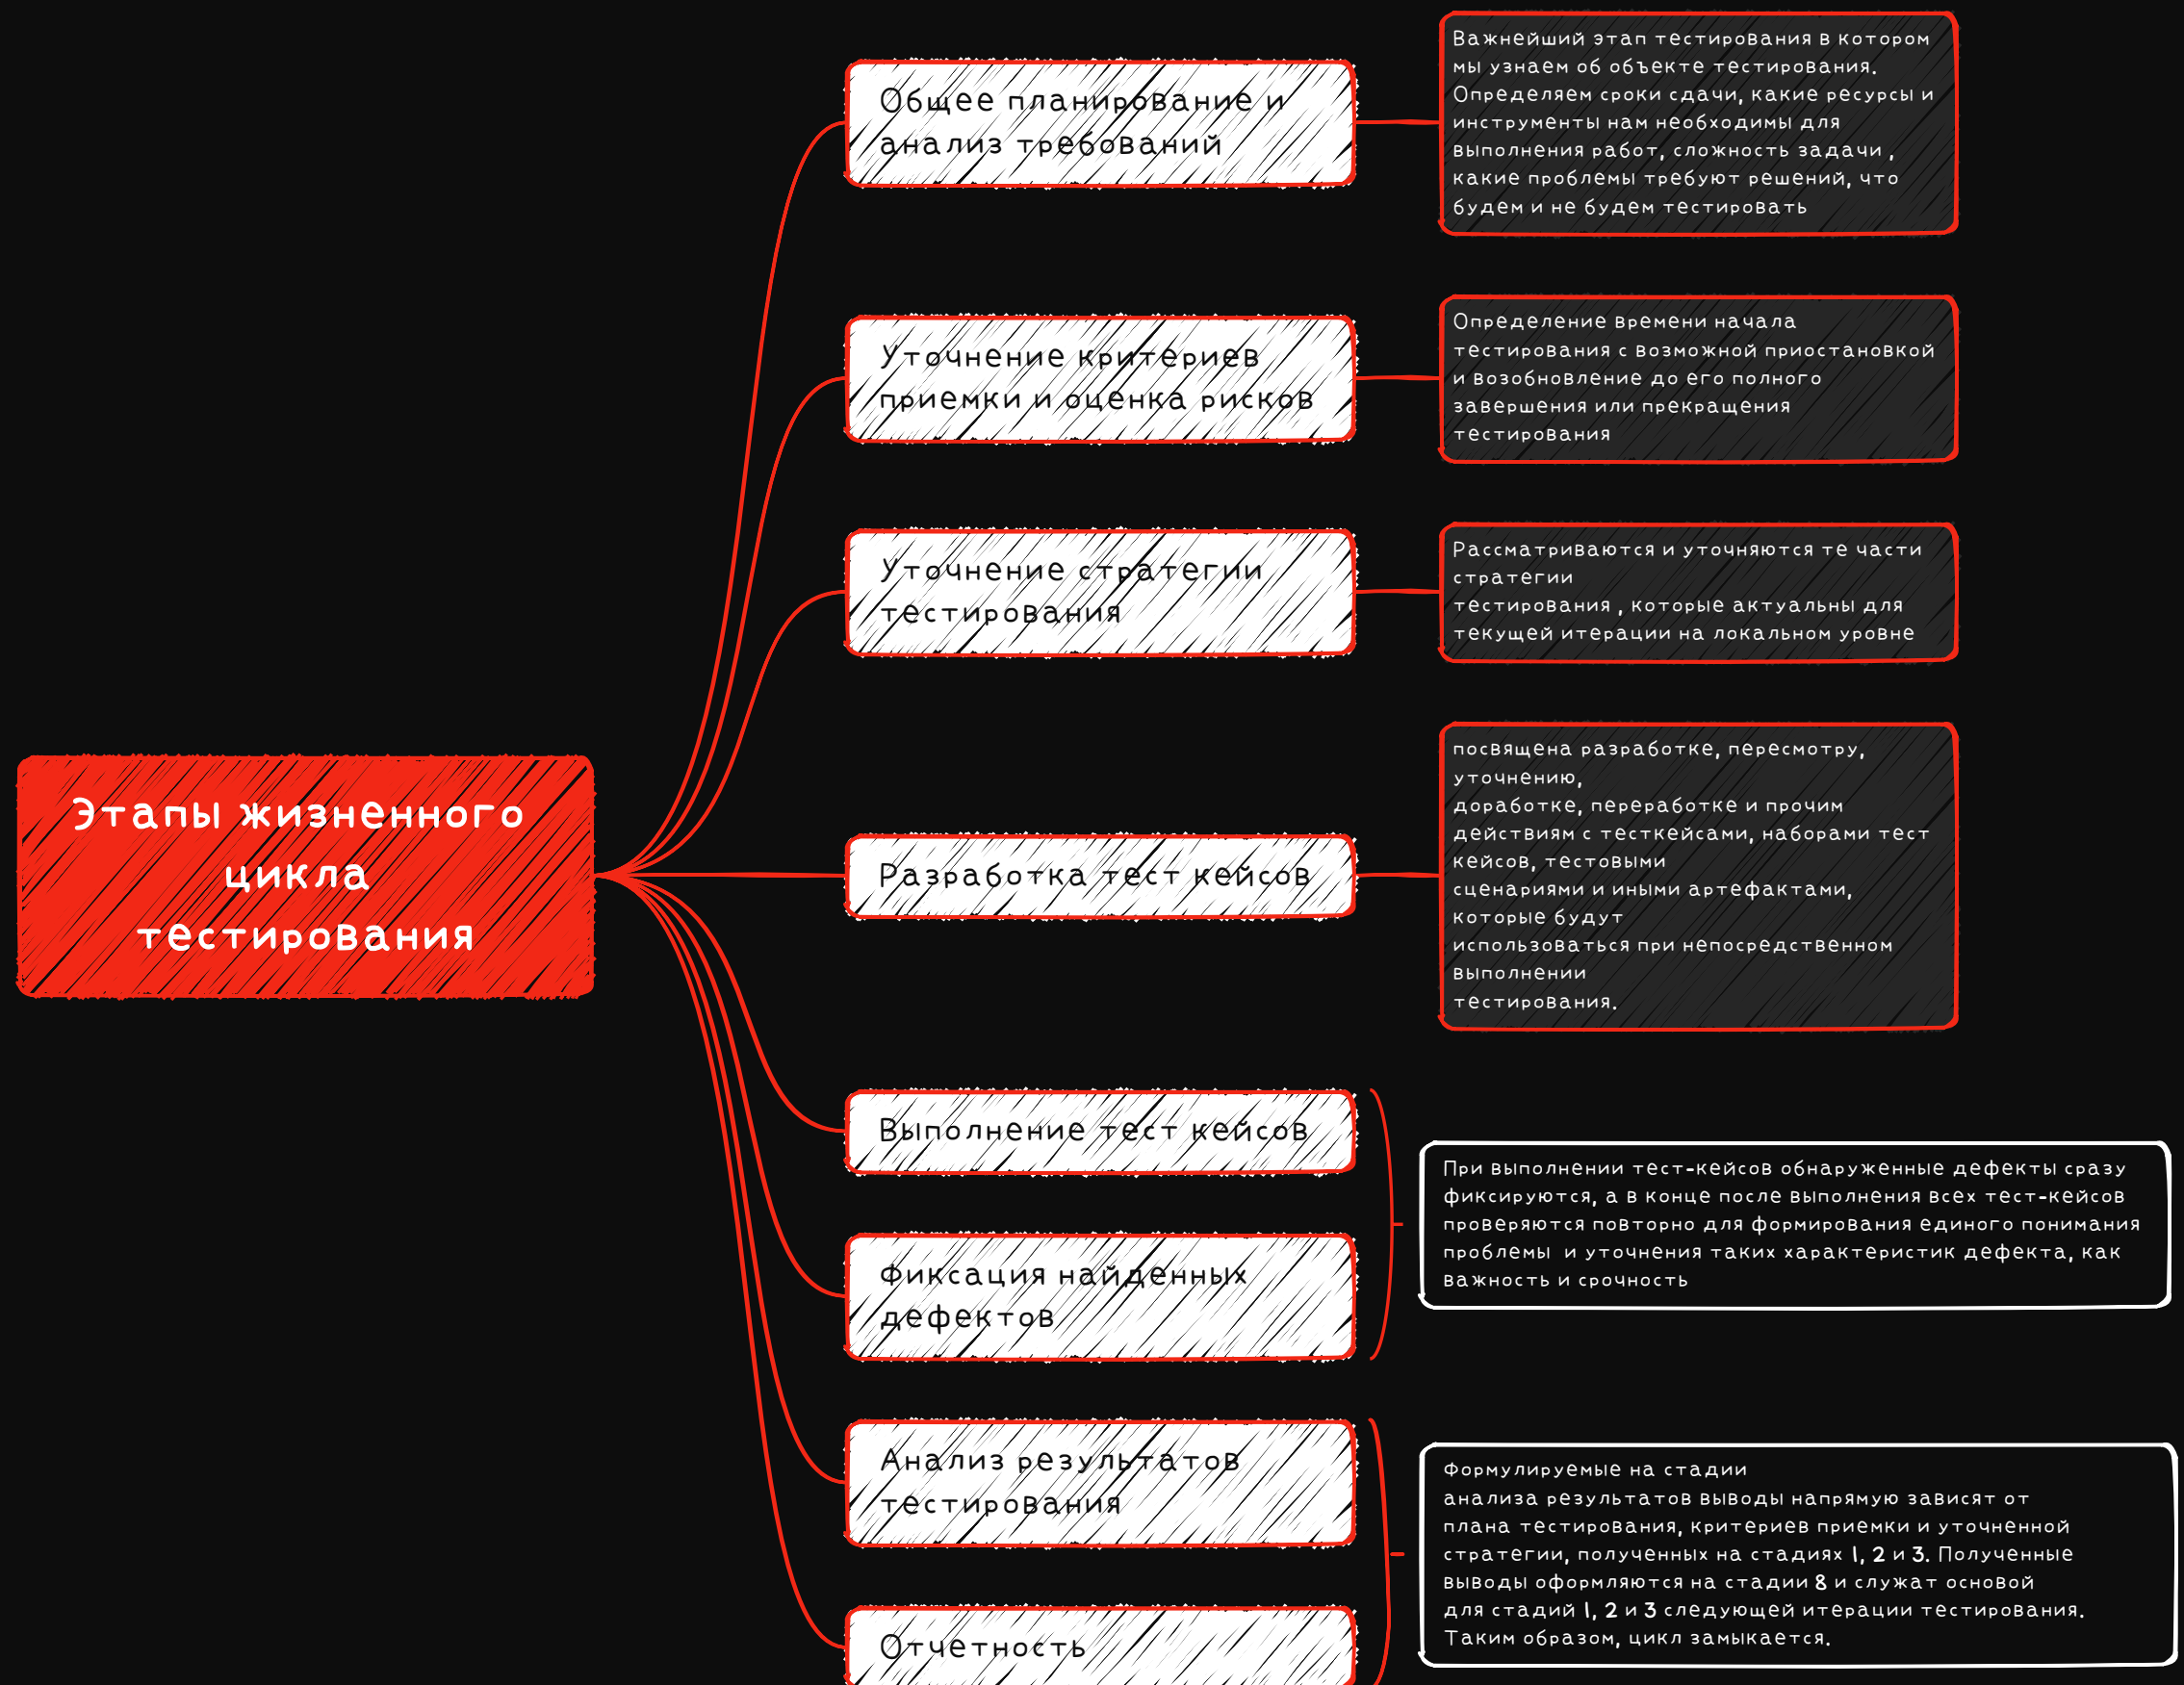 Этапы жизненного
цикла
тестирования
Общее планирование и
анализ требований
Важнейший этап тестирования в котором
мы узнаем об объекте тестирования.
Определяем сроки сдачи, какие ресурсы и
инструменты нам необходимы для
выполнения работ, сложность задачи ,
какие проблемы требуют решений, что
будем и не будем тестировать
Уточнение критериев
приемки и оценка рисков
Определение времени начала
тестирования с возможной приостановкой
и возобновление до его полного
завершения или прекращения
тестирования
Уточнение стратегии
тестирования
Рассматриваются и уточняются те части
стратегии
тестирования , которые актуальны для
текущей итерации на локальном уровне
Разработка тест кейсов
посвящена разработке, пересмотру,
уточнению,
доработке, переработке и прочим
действиям с тесткейсами, наборами тест
кейсов, тестовыми
сценариями и иными артефактами,
которые будут
использоваться при непосредственном
выполнении
тестирования.
Выполнение тест кейсов
Фиксация найденных
дефектов
При выполнении тест-кейсов обнаруженные дефекты сразу
фиксируются, а в конце после выполнения всех тест-кейсов
проверяются повторно для формирования единого понимания
проблемы  и уточнения таких характеристик дефекта, как
важность и срочность
Анализ результатов
тестирования
Отчетность
Формулируемые на стадии
анализа результатов выводы напрямую зависят от
плана тестирования, критериев приемки и уточненной
стратегии, полученных на стадиях 1, 2 и 3. Полученные
выводы оформляются на стадии 8 и служат основой
для стадий 1, 2 и 3 следующей итерации тестирования.
Таким образом, цикл замыкается.